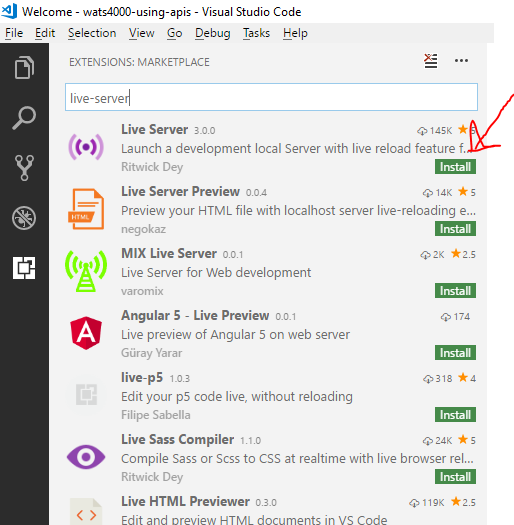 Welcome - wats4000-using-apis - Visual Studio Code
File Edit Selection View Go Debug Tasks Help
EXTENSIONS: MARKETPLACE
live-server
Live Server 3.0.0 145K
Launch a development local Server with live reload feature f...
Ritwick Dey Install
Live Server Preview 0.0.4 14K 5
Preview your HTML file with localhost server live-reloading e...
negokaz Install
MIX Live Server 0.0.1 2K 2.5
Live Server for Web development
varomix Install
Angular 5 - Live Preview 0.0.1 174
Live preview of Angular 5 on web server
Güray Yarar Install
live-p5 1.0.3 318 4
Edit your p5 code live, without reloading
Filipe Sabella Install
Live Sass Compiler 1.1.0 24K 5
Compile Sass or Scss to CSS at realtime with live browser rel...
Ritwick Dey Install
Live HTML Previewer 0.3.0 119K 2.5
Edit and preview HTML documents in VS Code